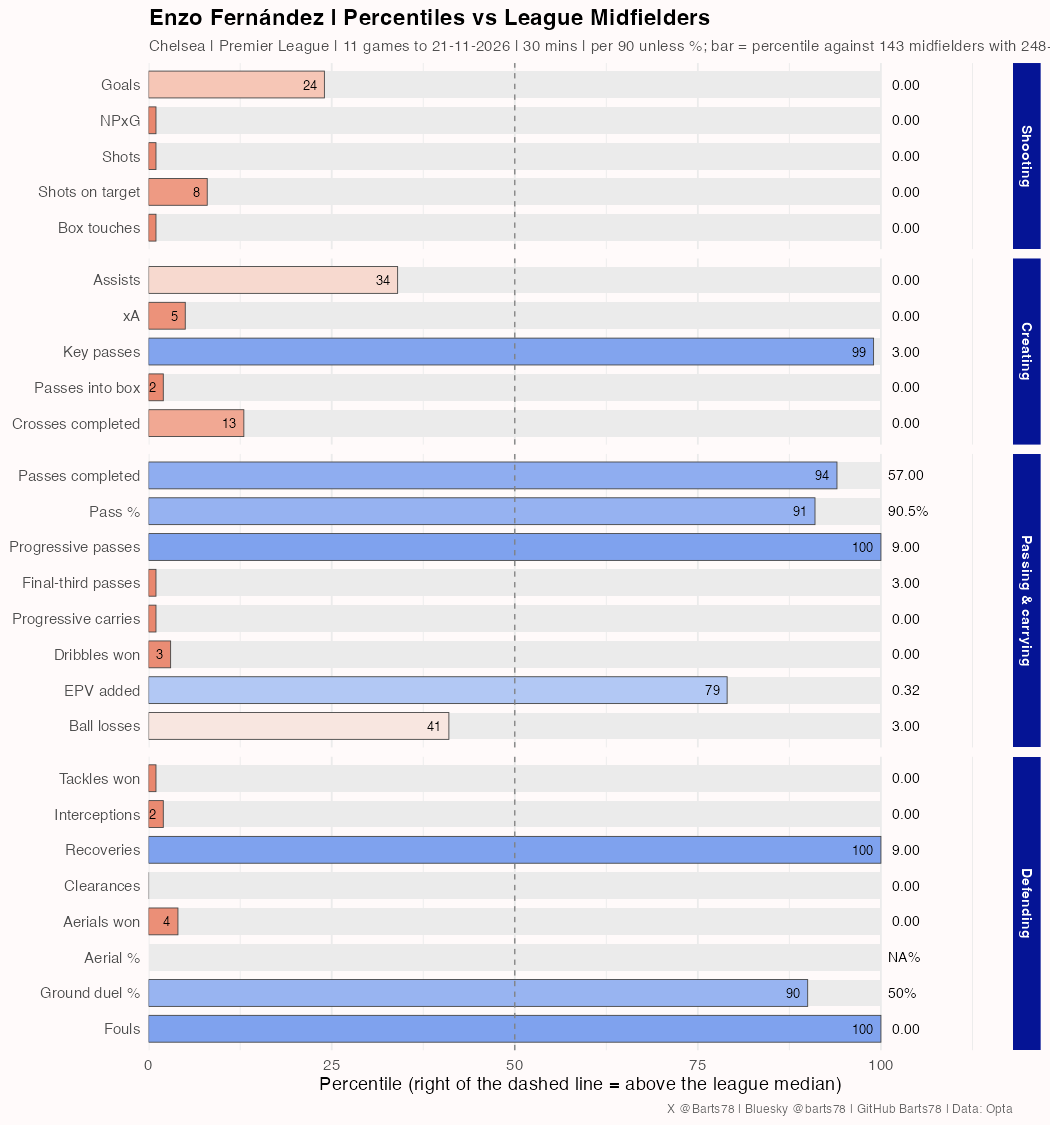 Enzo Fernández | Percentiles vs League Midfielders
Chelsea | Premier League | 11 games to 21-11-2026 | 30 mins | per 90 unless %; bar = percentile against 143 midfielders with 248-
Goals 24 0.00
NPxG 0.00
Shots 0.00
Shots on target 8 0.00
Box touches 0.00
Shooting
Assists 34 0.00
xA 5 0.00
Key passes 99 3.00
Passes into box 2 0.00
Crosses completed 13 0.00
Creating
Passes completed 94 57.00
Pass % 91 90.5%
Progressive passes 100 9.00
Final-third passes 3.00
Progressive carries 0.00
Dribbles won 3 0.00
EPV added 79 0.32
Ball losses 41 3.00
Passing & carrying
Tackles won 0.00
Interceptions 2 0.00
Recoveries 100 9.00
Clearances 0.00
Aerials won 4 0.00
Aerial % NA%
Ground duel % 90 50%
Fouls 100 0.00
Defending
0 25 50 75 100
Percentile (right of the dashed line = above the league median)
X @Barts78 | Bluesky @barts78 | GitHub Barts78 | Data: Opta